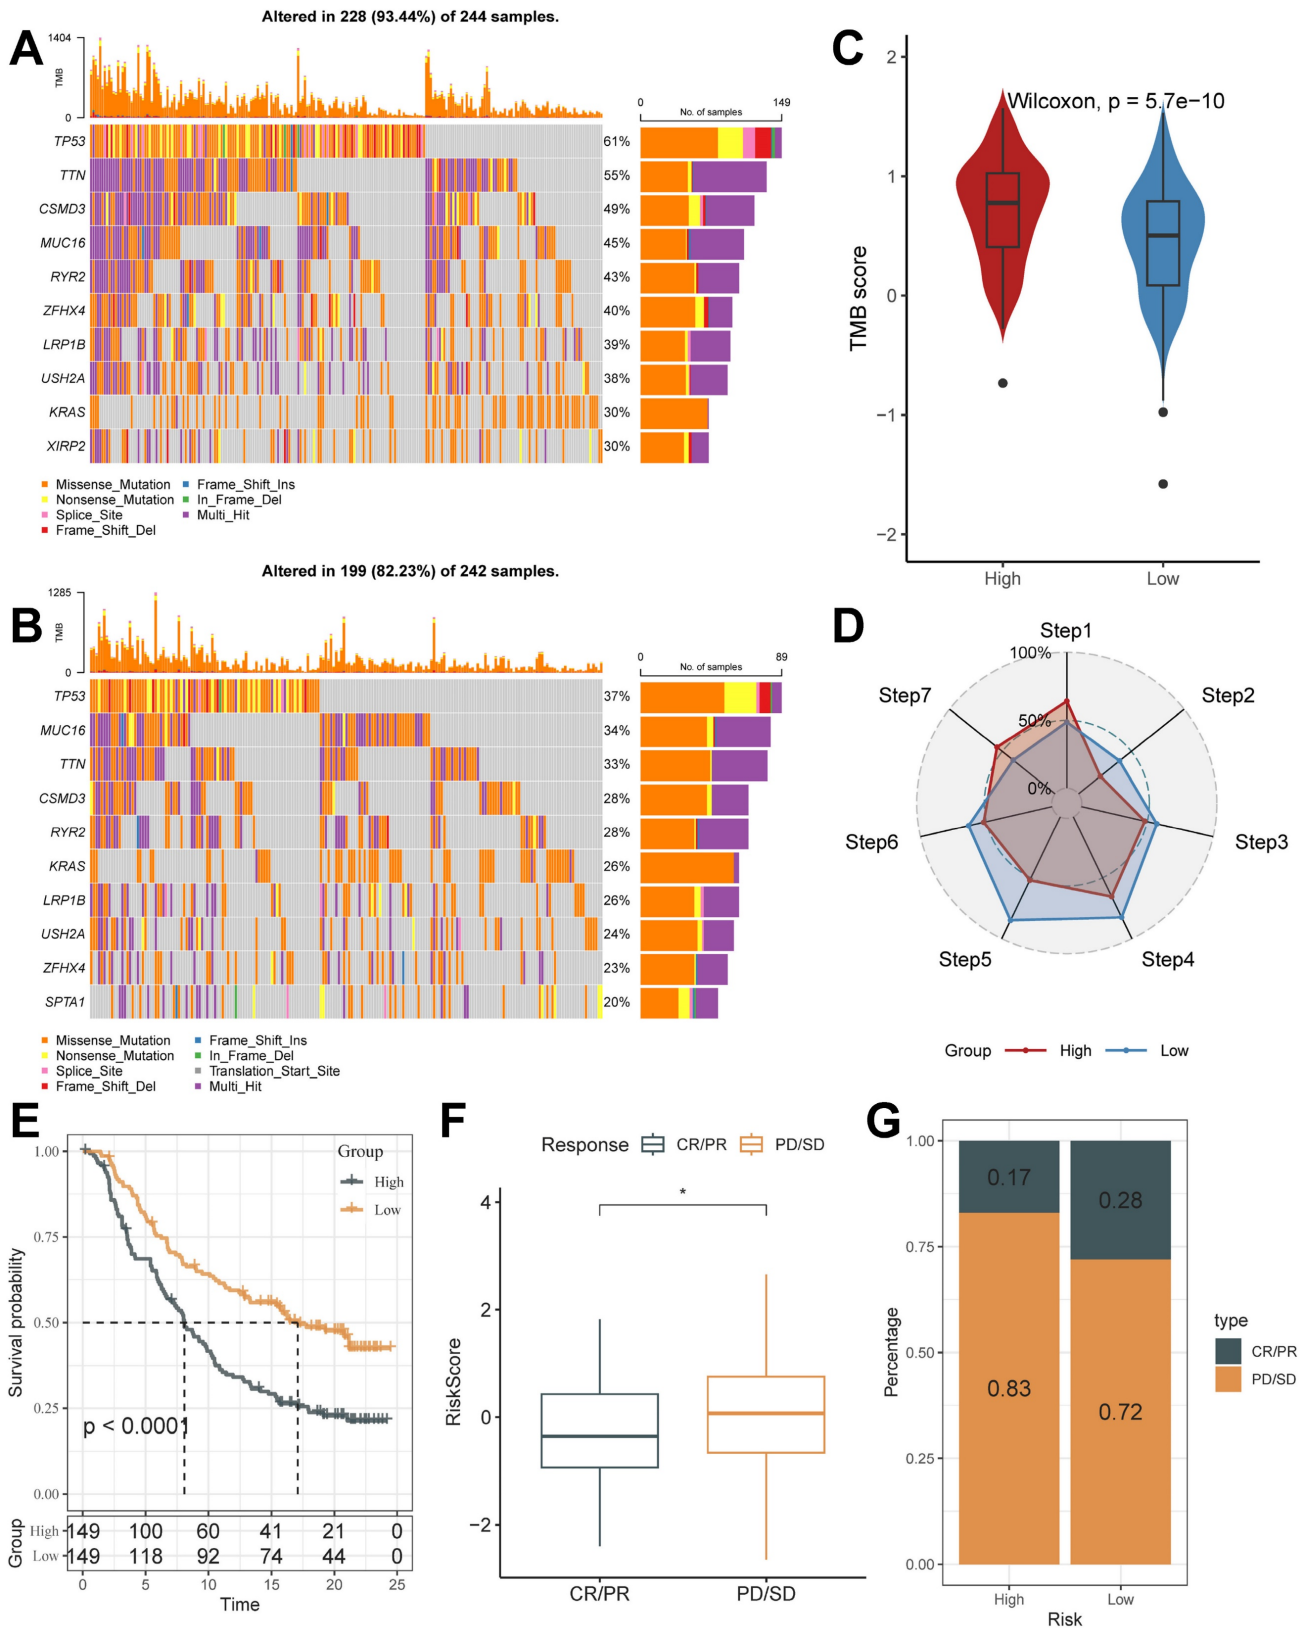 A
Altered in 228 (93.44%) of 244 samples.
1404
TMB
0
0
No. of samples
149
TP53 61%
TTN 55%
CSMD3 49%
MUC16 45%
RYR2 43%
ZFHX4 40%
LRP1B 39%
USH2A 38%
KRAS 30%
XIRP2 30%
Missense_Mutation
Nonsense_Mutation
Splice_Site
Frame_Shift_Del
Frame_Shift_Ins
In_Frame_Del
Multi_Hit
B
Altered in 199 (82.23%) of 242 samples.
1285
TMB
0
0
No. of samples
89
TP53 37%
MUC16 34%
TTN 33%
CSMD3 28%
RYR2 28%
KRAS 26%
LRP1B 26%
USH2A 24%
ZFHX4 23%
SPTA1 20%
Missense_Mutation
Nonsense_Mutation
Splice_Site
Frame_Shift_Del
Frame_Shift_Ins
In_Frame_Del
Translation_Start_Site
Multi_Hit
C
Wilcoxon, p = 5.7e−10
TMB score
2
1
0
−1
−2
High
Low
D
Step1
Step2
Step3
Step4
Step5
Step6
Step7
100%
50%
0%
Group High Low
E
Survival probability
1.00
0.75
0.50
0.25
0.00
Group
High
Low
p < 0.0001
Group
High 149 100 60 41 21 0
Low 149 118 92 74 44 0
0 5 10 15 20 25
Time
F
Response CR/PR PD/SD
RiskScore
4
2
0
−2
*
CR/PR
PD/SD
G
Percentage
1.00
0.75
0.50
0.25
0.00
0.17
0.28
0.83
0.72
High
Low
Risk
type
CR/PR
PD/SD